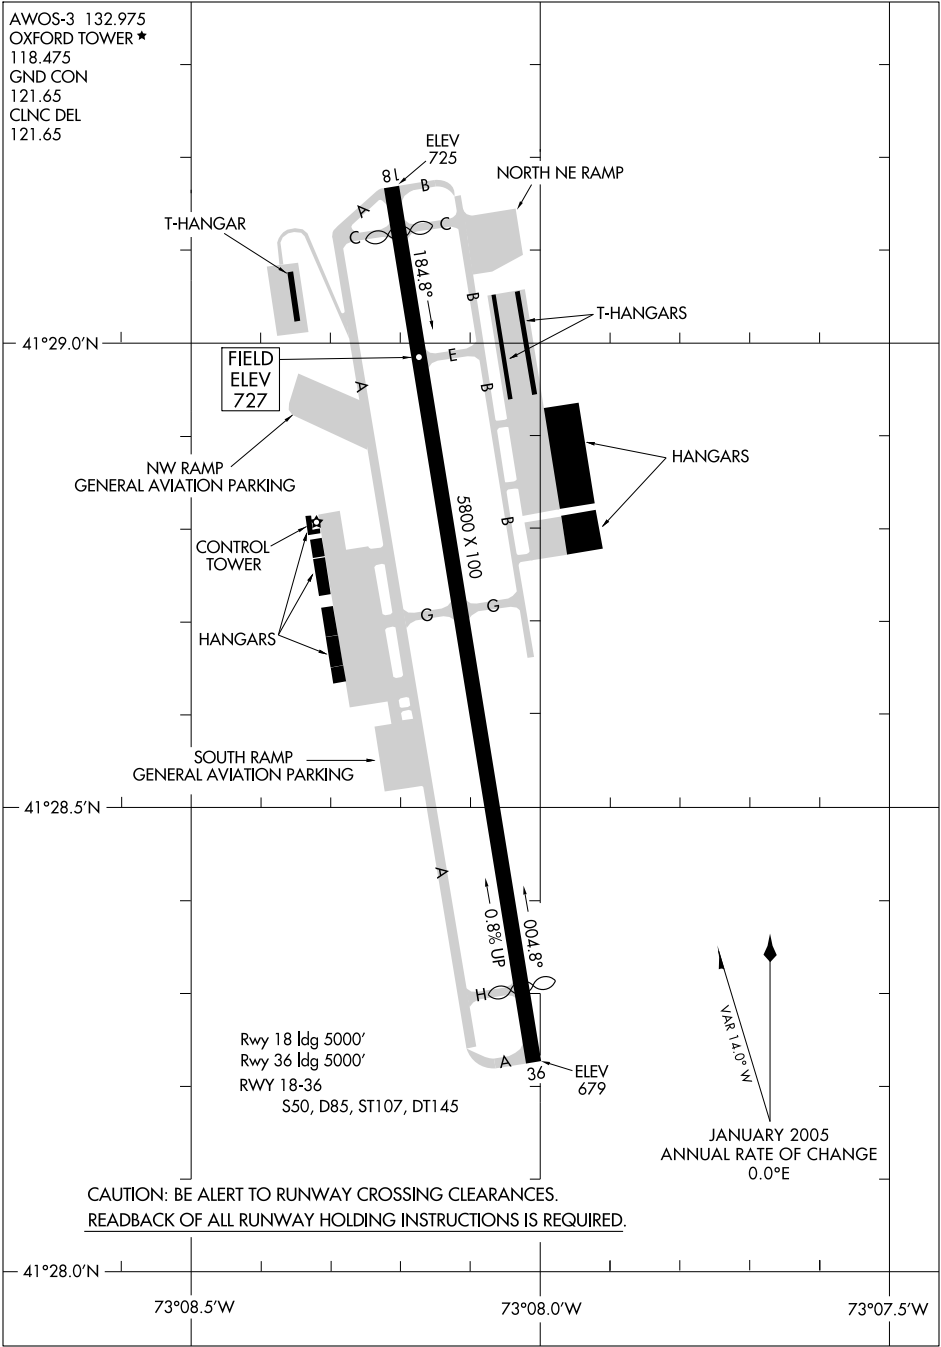 AWOS-3 132.975
OXFORD TOWER ★
118.475
GND CON
121.65
CLNC DEL
121.65
ELEV
725
18
B
NORTH NE RAMP
A
T-HANGAR
C
C
184.8°
B
T-HANGARS
41°29.0’N
E
FIELD
ELEV
727
A
B
HANGARS
NW RAMP
GENERAL AVIATION PARKING
5800 X 100
B
CONTROL
TOWER
G
G
HANGARS
SOUTH RAMP
GENERAL AVIATION PARKING
41°28.5’N
A
0.8% UP
004.8°
H
VAR 14.0° W
Rwy 18 ldg 5000’
Rwy 36 ldg 5000’
RWY 18-36
S50, D85, ST107, DT145
A
36
ELEV
679
JANUARY 2005
ANNUAL RATE OF CHANGE
0.0°E
CAUTION: BE ALERT TO RUNWAY CROSSING CLEARANCES.
READBACK OF ALL RUNWAY HOLDING INSTRUCTIONS IS REQUIRED.
41°28.0’N
73°08.5’W
73°08.0’W
73°07.5’W